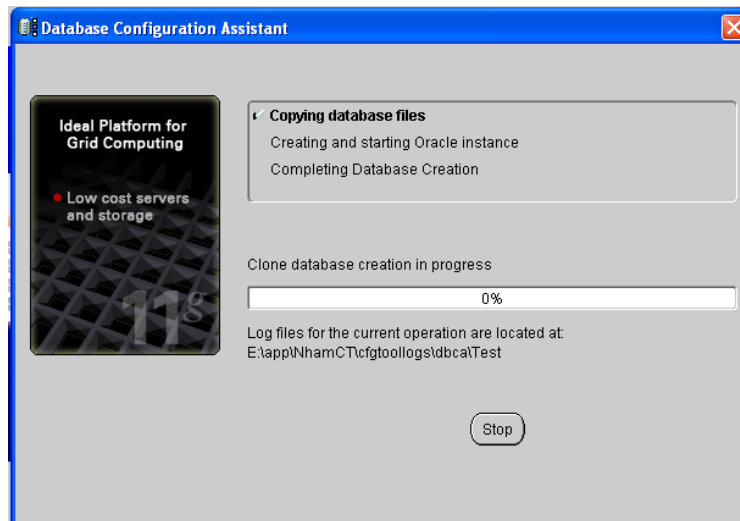 Database Configuration Assistant
Ideal Platform for
Grid Computing
Low cost servers
and storage
11g
Copying database files
Creating and starting Oracle instance
Completing Database Creation
Clone database creation in progress
0%
Log files for the current operation are located at:
E:\app\NhamCT\cfgtoollogs\dbca\Test
Stop